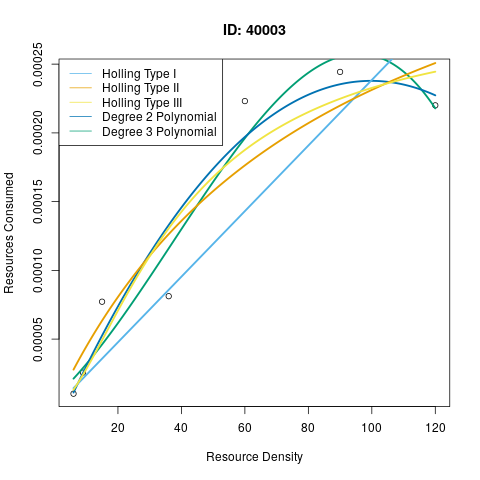 ID: 40003
Holling Type I
Holling Type II
Holling Type III
Degree 2 Polynomial
Degree 3 Polynomial
Resources Consumed
0.00005
0.00010
0.00015
0.00020
0.00025
20 40 60 80 100 120
Resource Density